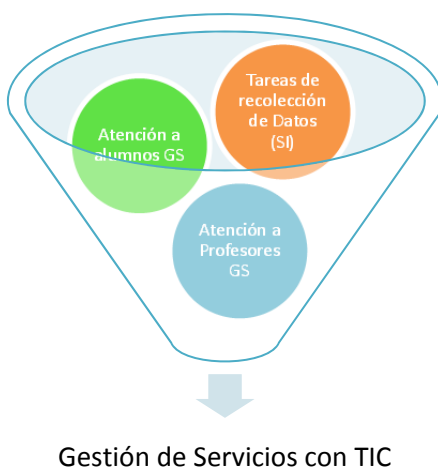 Tareas de
recolección
de Datos
(SI)
Atención a
alumnos GS
Atención a
Profesores
GS
Gestión de Servicios con TIC